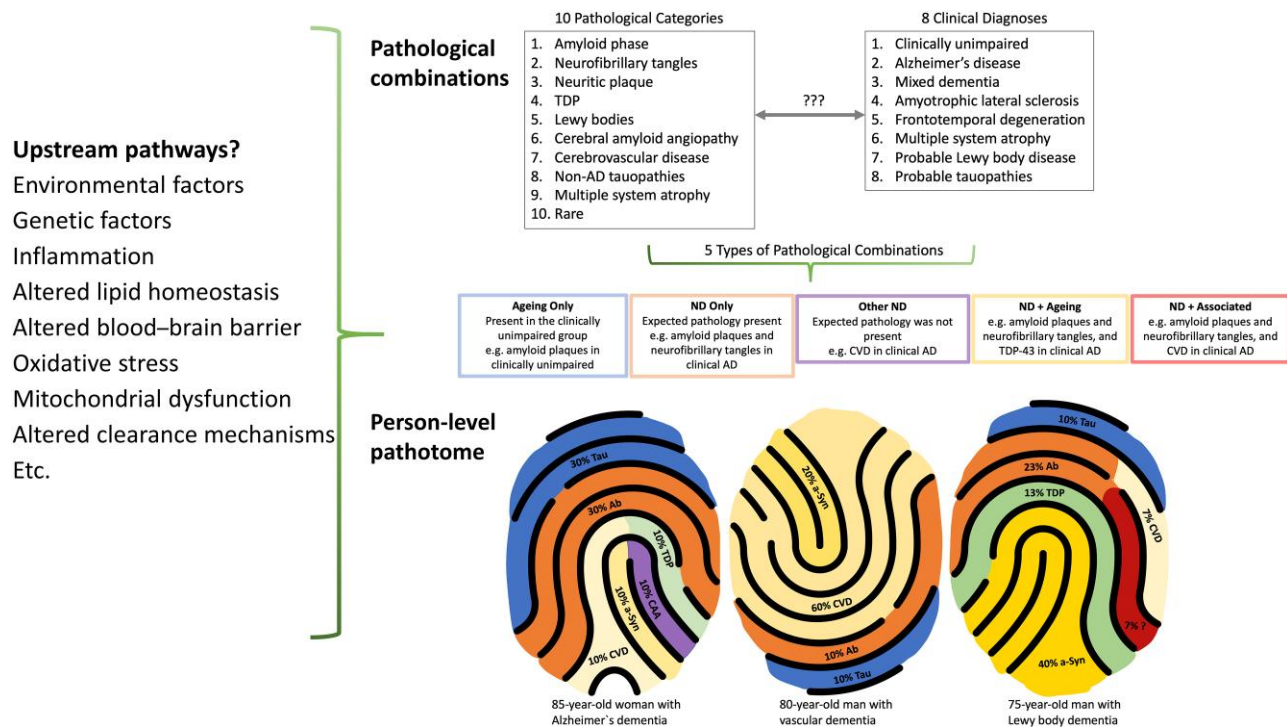 Upstream pathways?
Environmental factors
Genetic factors
Inflammation
Altered lipid homeostasis
Altered blood–brain barrier
Oxidative stress
Mitochondrial dysfunction
Altered clearance mechanisms
Etc.
Pathological
combinations
10 Pathological Categories
1. Amyloid phase
2. Neurofibrillary tangles
3. Neuritic plaque
4. TDP
5. Lewy bodies
6. Cerebral amyloid angiopathy
7. Cerebrovascular disease
8. Non-AD tauopathies
9. Multiple system atrophy
10. Rare
???
8 Clinical Diagnoses
1. Clinically unimpaired
2. Alzheimer's disease
3. Mixed dementia
4. Amyotrophic lateral sclerosis
5. Frontotemporal degeneration
6. Multiple system atrophy
7. Probable Lewy body disease
8. Probable tauopathies
5 Types of Pathological Combinations
Ageing Only
Present in the clinically
unimpaired group
e.g. amyloid plaques in
clinically unimpaired
ND Only
Expected pathology present
e.g. amyloid plaques and
neurofibrillary tangles in
clinical AD
Other ND
Expected pathology was not
present
e.g. CVD in clinical AD
ND + Ageing
e.g. amyloid plaques and
neurofibrillary tangles, and
TDP-43 in clinical AD
ND + Associated
e.g. amyloid plaques and
neurofibrillary tangles, and
CVD in clinical AD
Person-level
pathotome
30% Tau
30% Ab
10% TDP
10% CAA
10% a-Syn
10% CVD
85-year-old woman with
Alzheimer`s dementia
20% a-Syn
60% CVD
10% Ab
10% Tau
80-year-old man with
vascular dementia
10% Tau
23% Ab
13% TDP
7% CVD
7% ?
40% a-Syn
75-year-old man with
Lewy body dementia